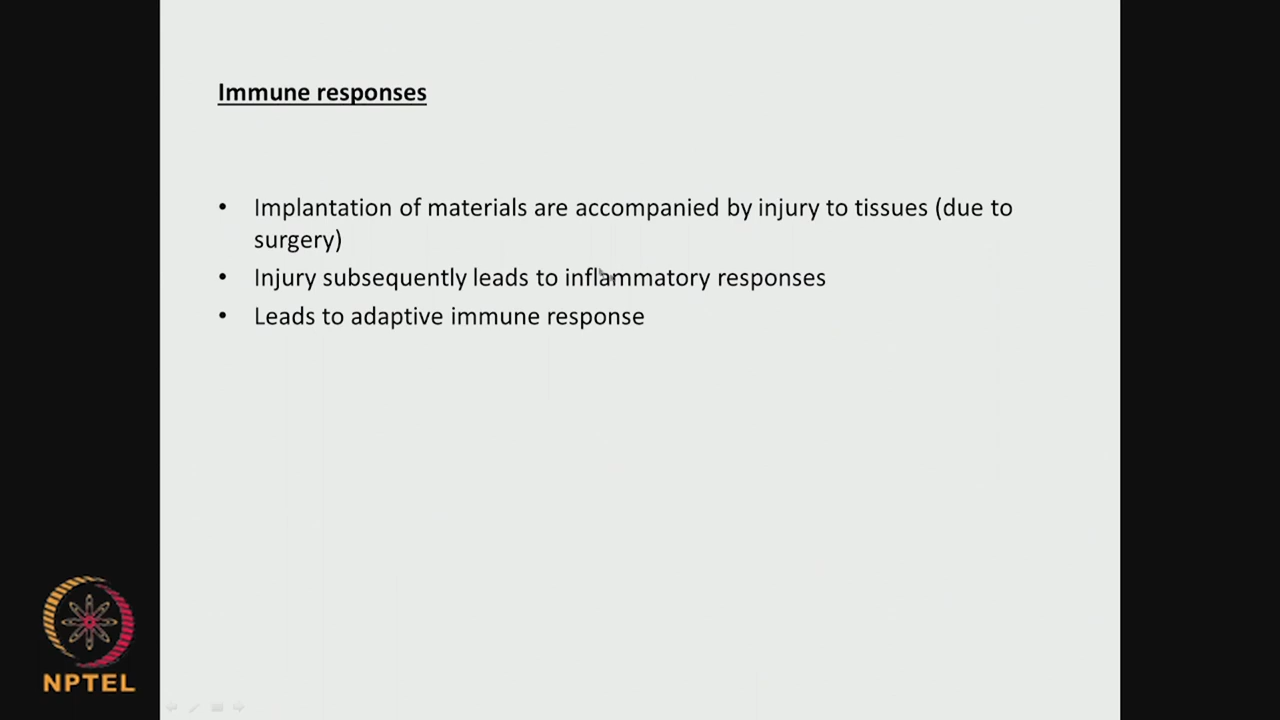 Immune responses
• Implantation of materials are accompanied by injury to tissues (due to
surgery)
• Injury subsequently leads to inflammatory responses
• Leads to adaptive immune response
NPTEL